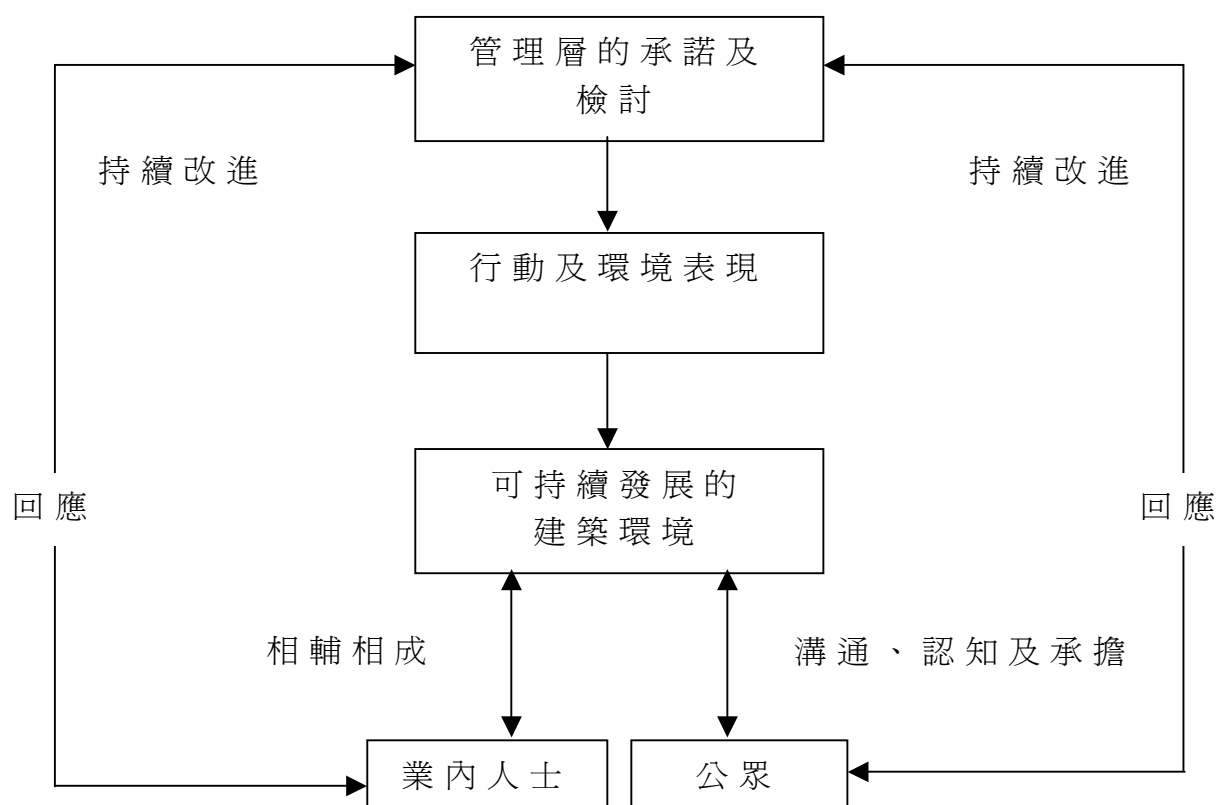 管理層的承諾及
檢討
持續改進
持續改進
行動及環境表現
可持續發展的
建築環境
回應
回應
相輔相成
溝通、認知及承擔
業內人士
公眾